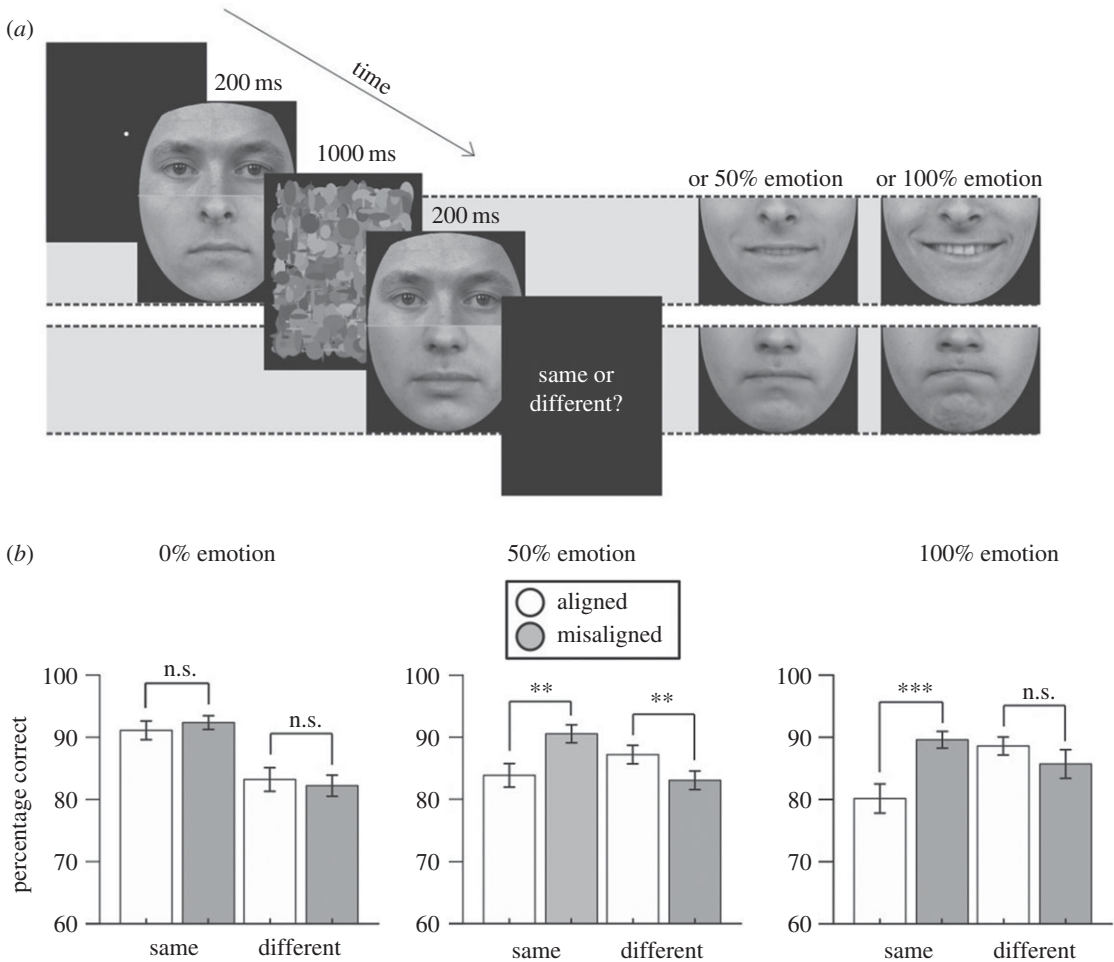 (a)
200 ms
time
1000 ms
200 ms
or 50% emotion
or 100% emotion
same or
different?
(b)
0% emotion
50% emotion
100% emotion
aligned
misaligned
percentage correct
100
90
80
70
60
n.s.
n.s.
same
different
100
90
80
70
60
**
**
same
different
100
90
80
70
60
***
n.s.
same
different